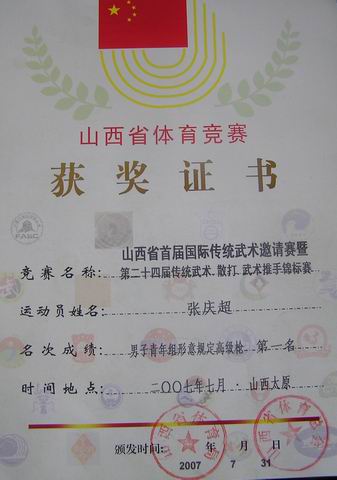 山西省体育竞赛
获奖证书
FASC
山西省首届国际传统武术邀请赛暨
竞赛名称：第二十四届传统武术.散打.武术推手锦标赛
运动员姓名：张庆超
名次成绩：男子青年组形意规定高级枪 第一名
时间地点：二〇〇七年七月·山西太原
颁发时间： 年 月 日
2007 7 31